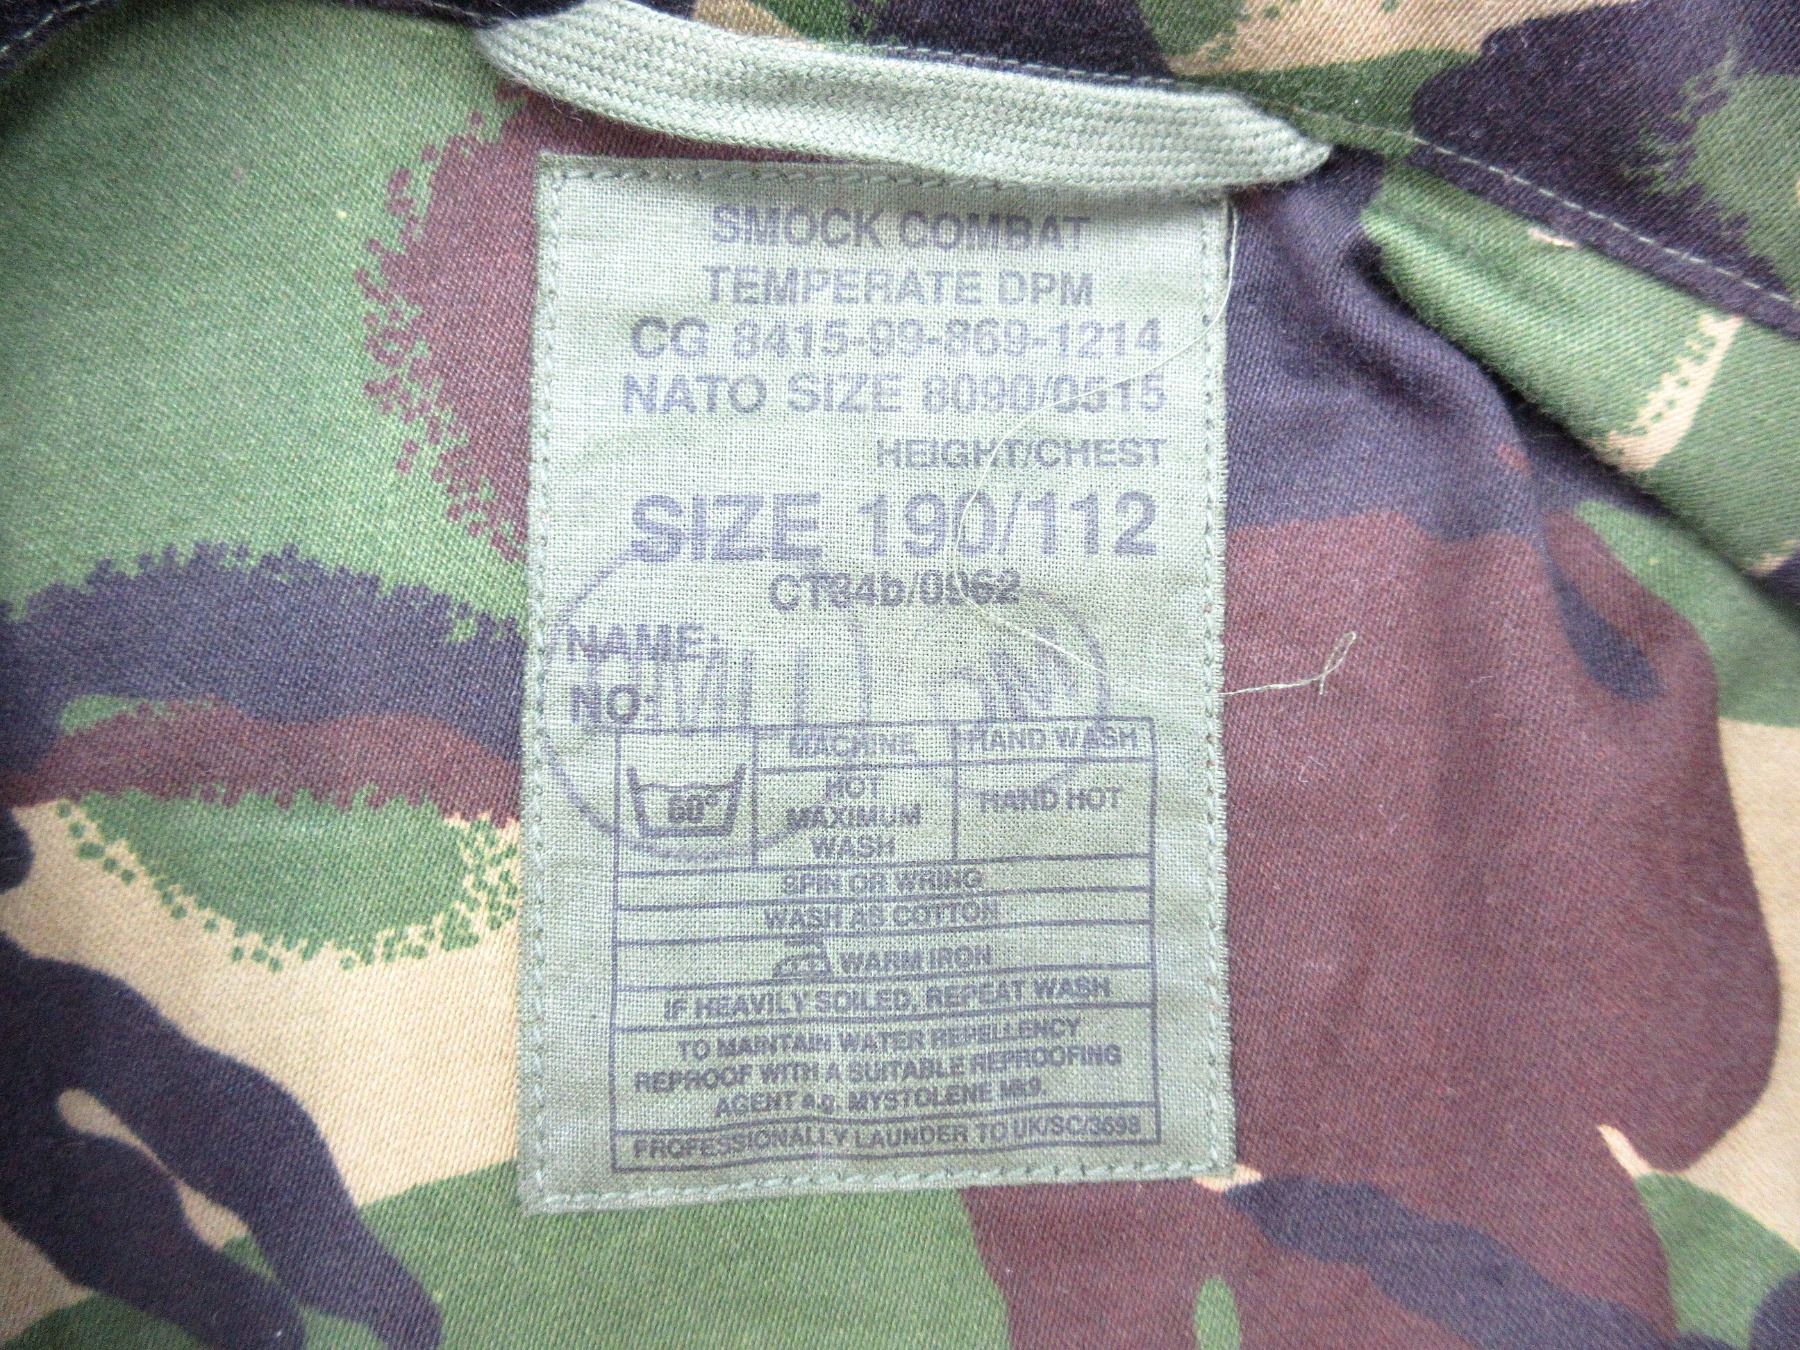 SMOCK COMBAT
TEMPERATE DPM
CG 8415-99-869-1214
NATO SIZE 8090/0515
HEIGHT/CHEST
SIZE 190/112
CT84b/0962
NAME:
NO:
MACHINE HAND WASH
60° HOT MAXIMUM WASH HAND HOT
SPIN OR WRING
WASH AS COTTON
WARM IRON
IF HEAVILY SOILED, REPEAT WASH
TO MAINTAIN WATER REPELLENCY
REPROOF WITH A SUITABLE REPROOFING
AGENT e.g. MYSTOLENE Mk9.
PROFESSIONALLY LAUNDER TO UK/SC/3698